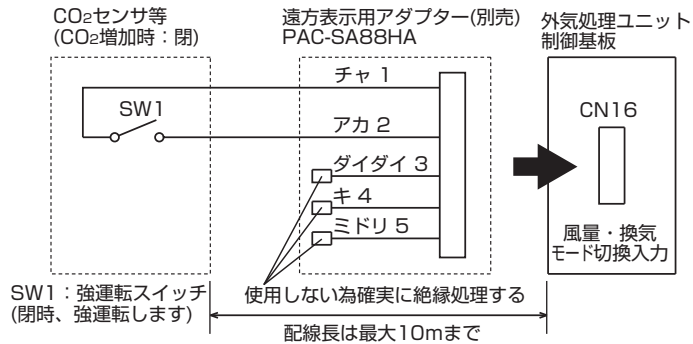 CO2センサ等
(CO2増加時：閉)
遠方表示用アダプター(別売)
PAC-SA88HA
外気処理ユニット
制御基板
チャ 1
SW1
アカ 2
CN16
ダイダイ 3
キ 4
ミドリ 5
風量・換気
モード切換入力
SW1：強運転スイッチ
(閉時、強運転します)
使用しない為確実に絶縁処理する
配線長は最大10mまで